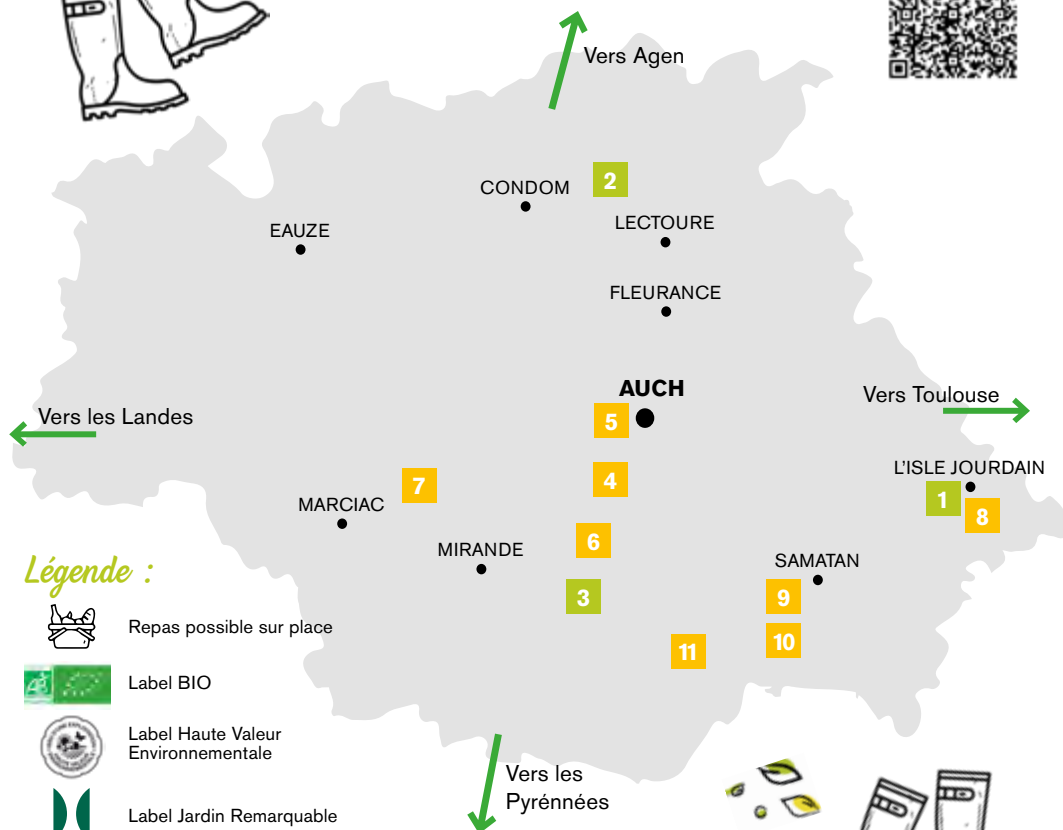 Vers Agen
CONDOM
2
LECTOURE
EAUZE
FLEURANCE
AUCH
5
Vers Toulouse
Vers les Landes
4
7
L'ISLE JOURDAIN
1
8
MARCIAC
6
MIRANDE
SAMATAN
3
9
10
11
Légende :
Repas possible sur place
AB
Label BIO
Label Haute Valeur
Environnementale
Label Jardin Remarquable
Vers les
Pyrénnées